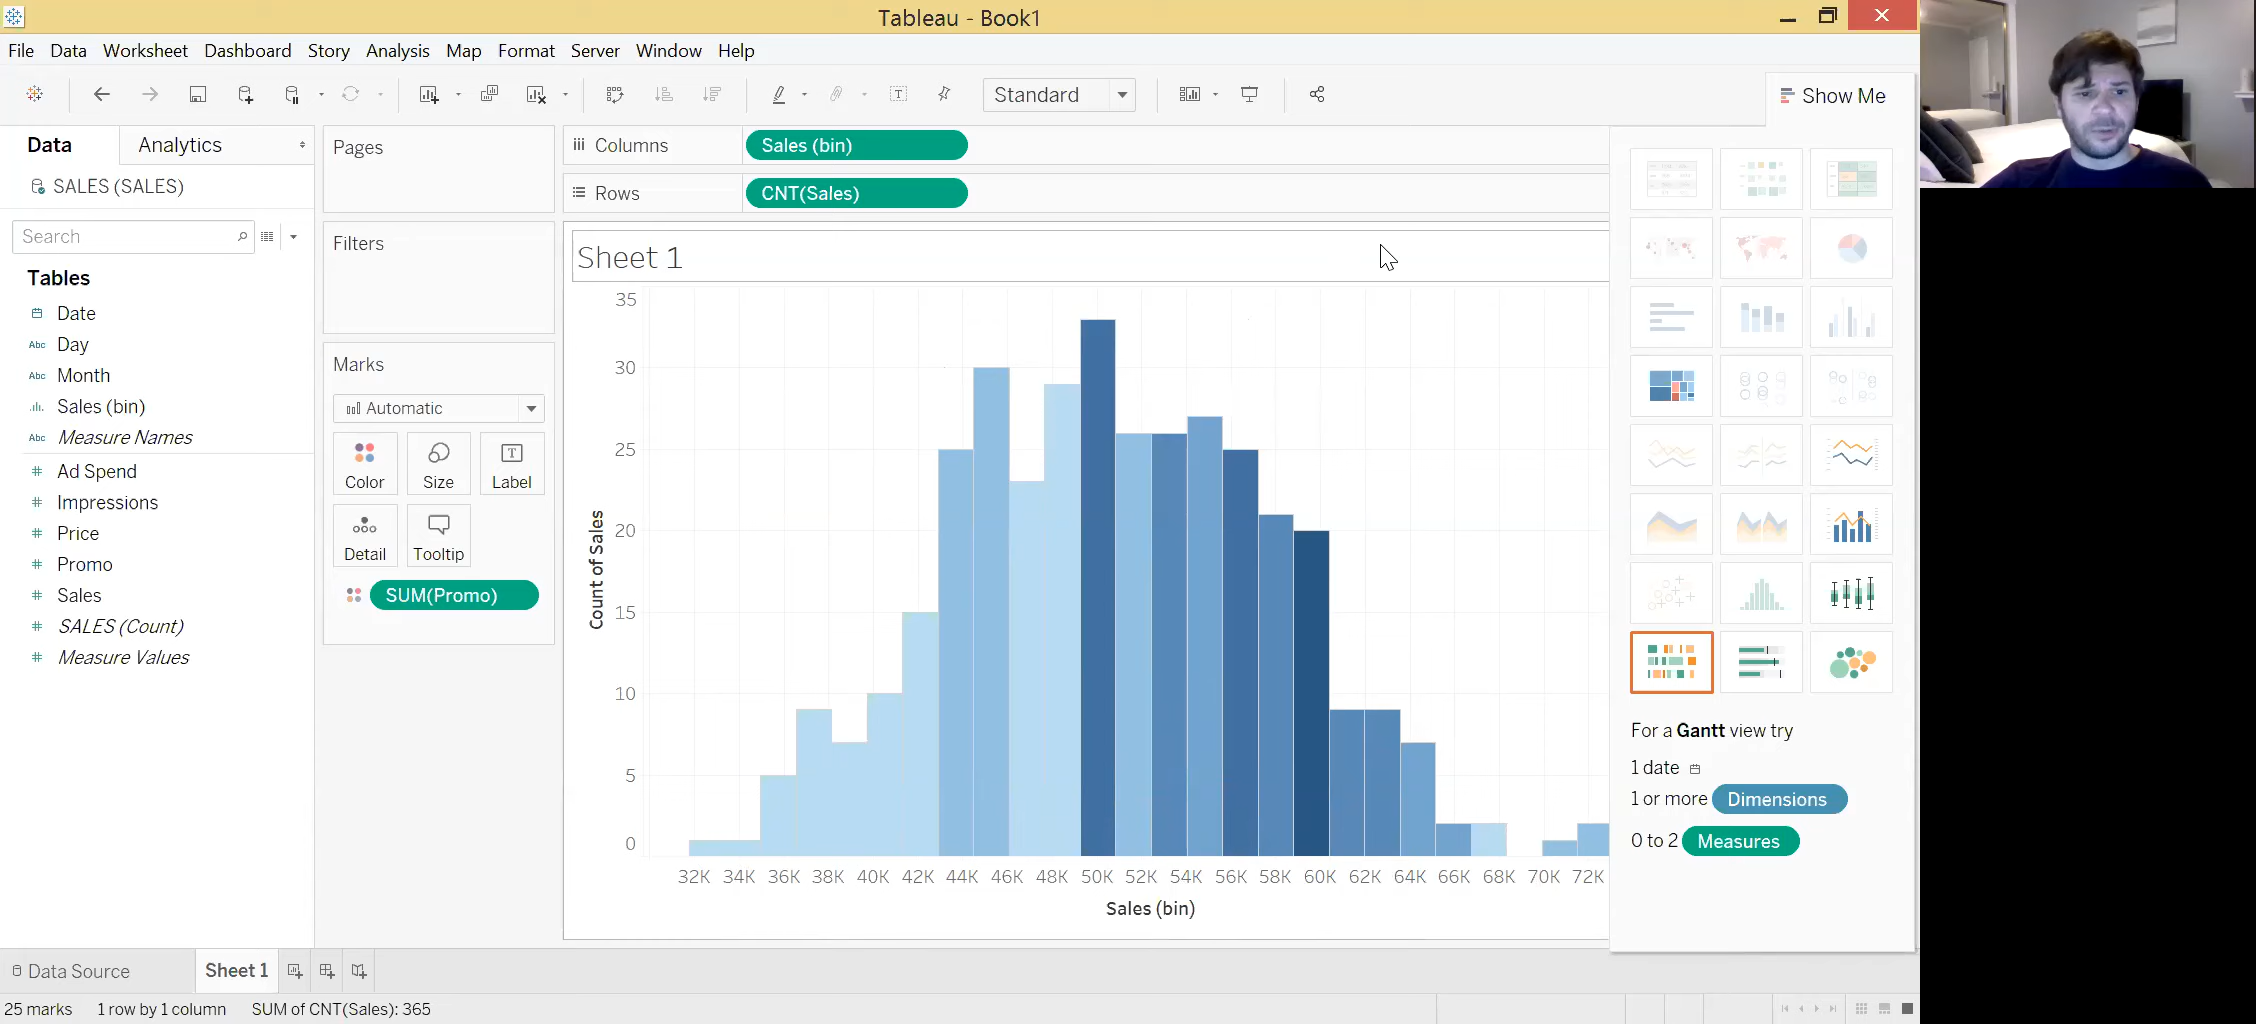 Tableau - Book1
File Data Worksheet Dashboard Story Analysis Map Format Server Window Help
Standard
Show Me
Data
Analytics
SALES (SALES)
Search
Tables
Date
Abc Day
Abc Month
Sales (bin)
Abc Measure Names
# Ad Spend
# Impressions
# Price
# Promo
# Sales
# SALES (Count)
# Measure Values
Pages
Filters
Marks
Automatic
Color
Size
Label
Detail
Tooltip
SUM(Promo)
Columns
Sales (bin)
Rows
CNT(Sales)
Sheet 1
35
30
25
20
15
10
5
0
Count of Sales
32K 34K 36K 38K 40K 42K 44K 46K 48K 50K 52K 54K 56K 58K 60K 62K 64K 66K 68K 70K 72K
Sales (bin)
For a Gantt view try
1 date
1 or more Dimensions
0 to 2 Measures
Data Source
Sheet 1
25 marks 1 row by 1 column SUM of CNT(Sales): 365